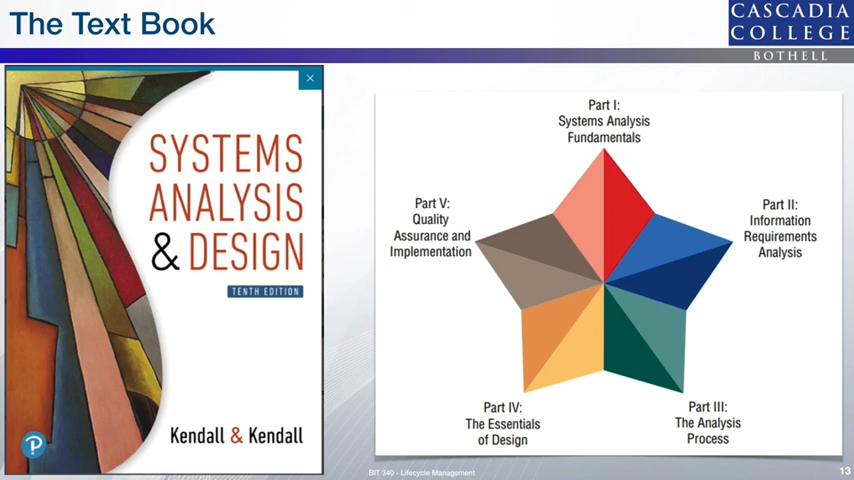 The Text Book
CASCADIA
COLLEGE
BOTHELL
×
SYSTEMS
ANALYSIS
& DESIGN
TENTH EDITION
Kendall & Kendall
P
Part I:
Systems Analysis
Fundamentals
Part II:
Information
Requirements
Analysis
Part III:
The Analysis
Process
Part IV:
The Essentials
of Design
Part V:
Quality
Assurance and
Implementation
BIT 340 - Lifecycle Management
13